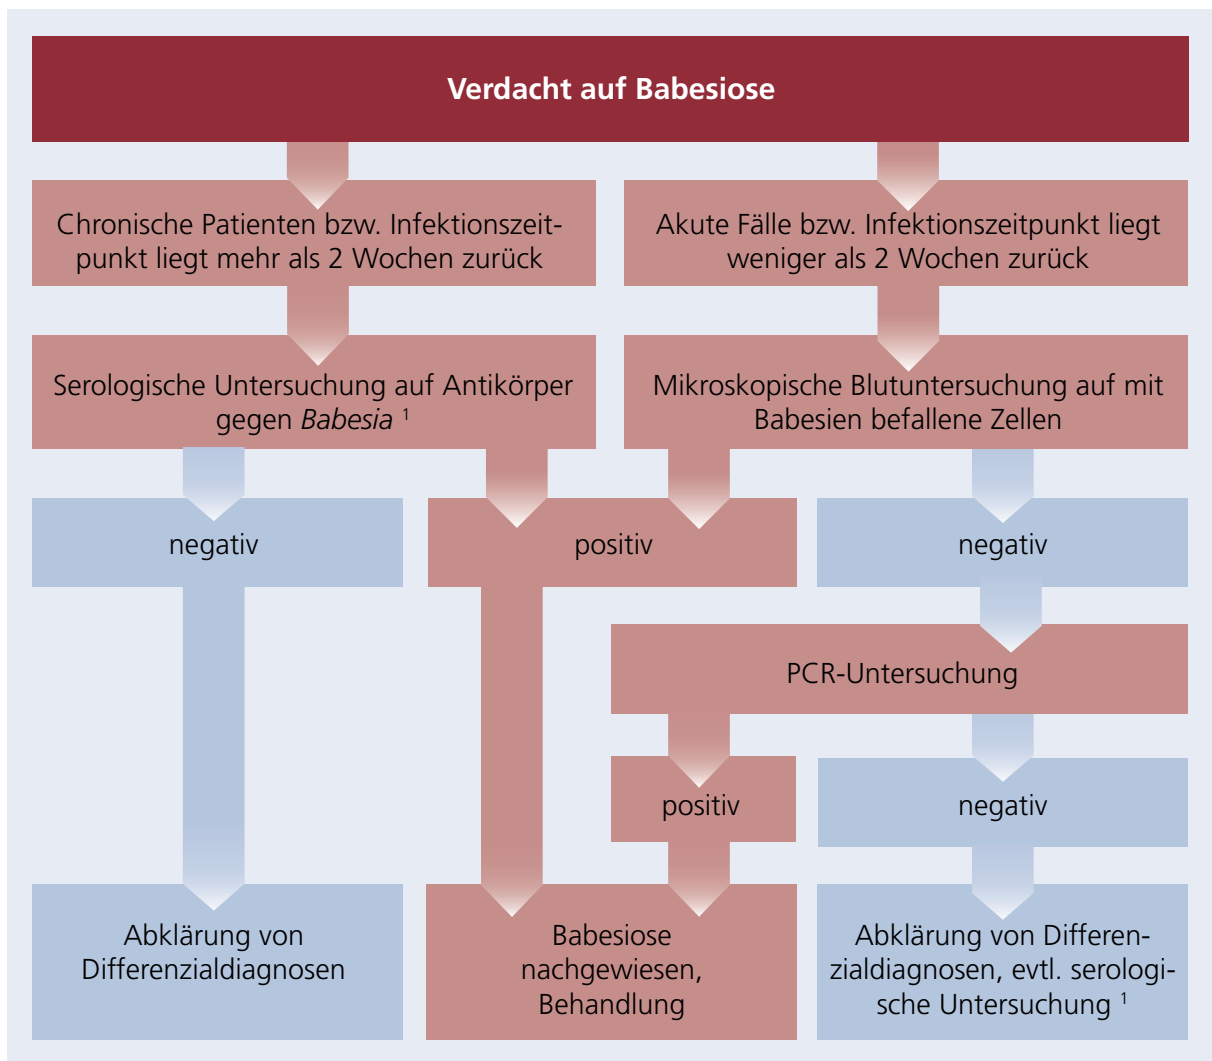 Verdacht auf Babesiose
Chronische Patienten bzw. Infektionszeit-
punkt liegt mehr als 2 Wochen zurück
Akute Fälle bzw. Infektionszeitpunkt liegt
weniger als 2 Wochen zurück
Serologische Untersuchung auf Antikörper
gegen Babesia ¹
Mikroskopische Blutuntersuchung auf mit
Babesien befallene Zellen
negativ
positiv
negativ
PCR-Untersuchung
positiv
negativ
Abklärung von
Differenzialdiagnosen
Babesiose
nachgewiesen,
Behandlung
Abklärung von Differen-
zialdiagnosen, evtl. serologi-
sche Untersuchung ¹